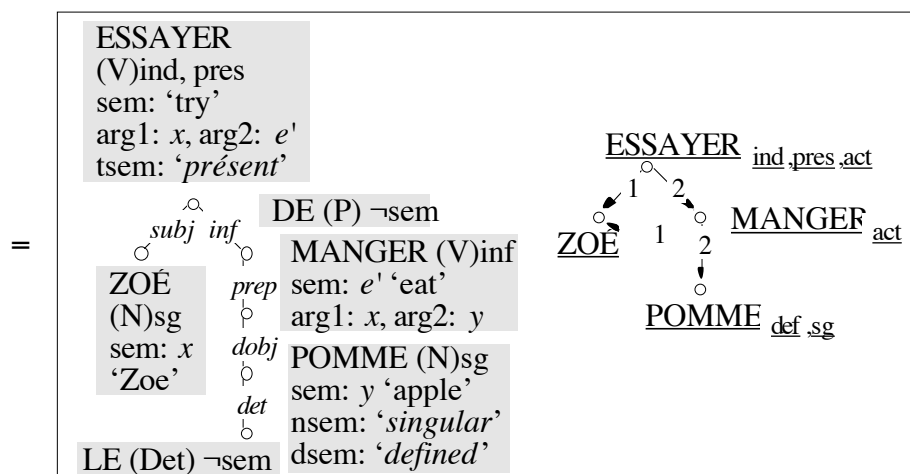 =
ESSAYER
(V)ind, pres
sem: ‘try’
arg1: x, arg2: e'
tsem: ‘présent’
subj inf
DE (P) ¬sem
ZOÉ
(N)sg
sem: x
‘Zoe’
prep
MANGER (V)inf
sem: e' ‘eat’
arg1: x, arg2: y
dobj
POMME (N)sg
sem: y ‘apple’
nsem: ‘singular’
dsem: ‘defined’
det
LE (Det) ¬sem
ESSAYER ind,pres,act
1 2
ZOÉ 1 MANGER act
2
POMME def,sg